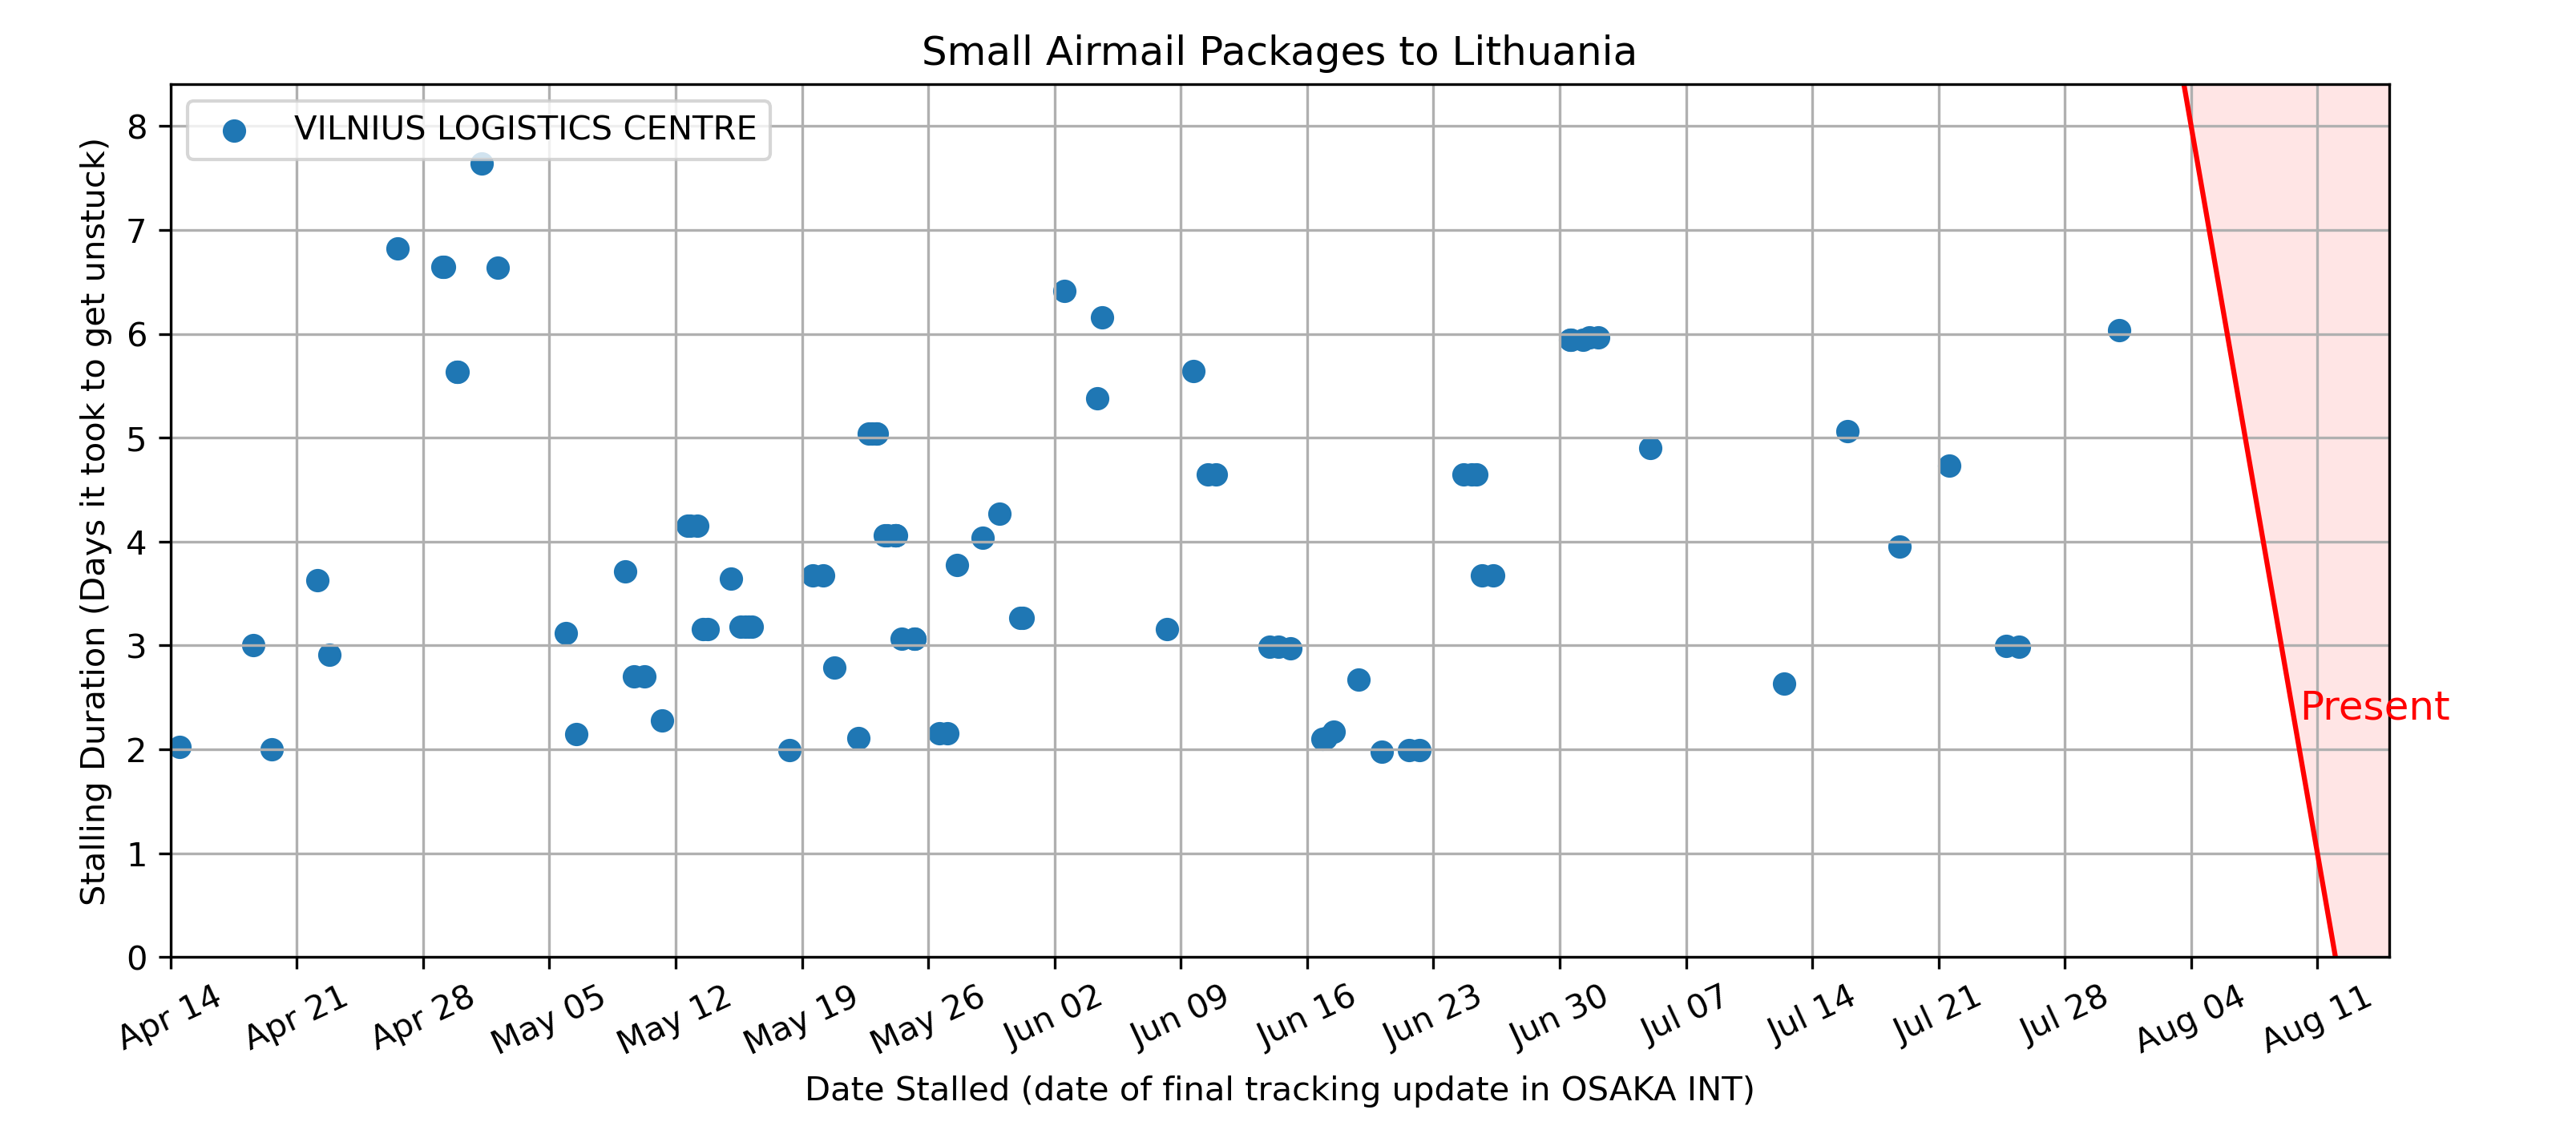 Small Airmail Packages to Lithuania
VILNIUS LOGISTICS CENTRE
Stalling Duration (Days it took to get unstuck)
8
7
6
5
4
3
2
1
0
Present
Apr 14
Apr 21
Apr 28
May 05
May 12
May 19
May 26
Jun 02
Jun 09
Jun 16
Jun 23
Jun 30
Jul 07
Jul 14
Jul 21
Jul 28
Aug 04
Aug 11
Date Stalled (date of final tracking update in OSAKA INT)